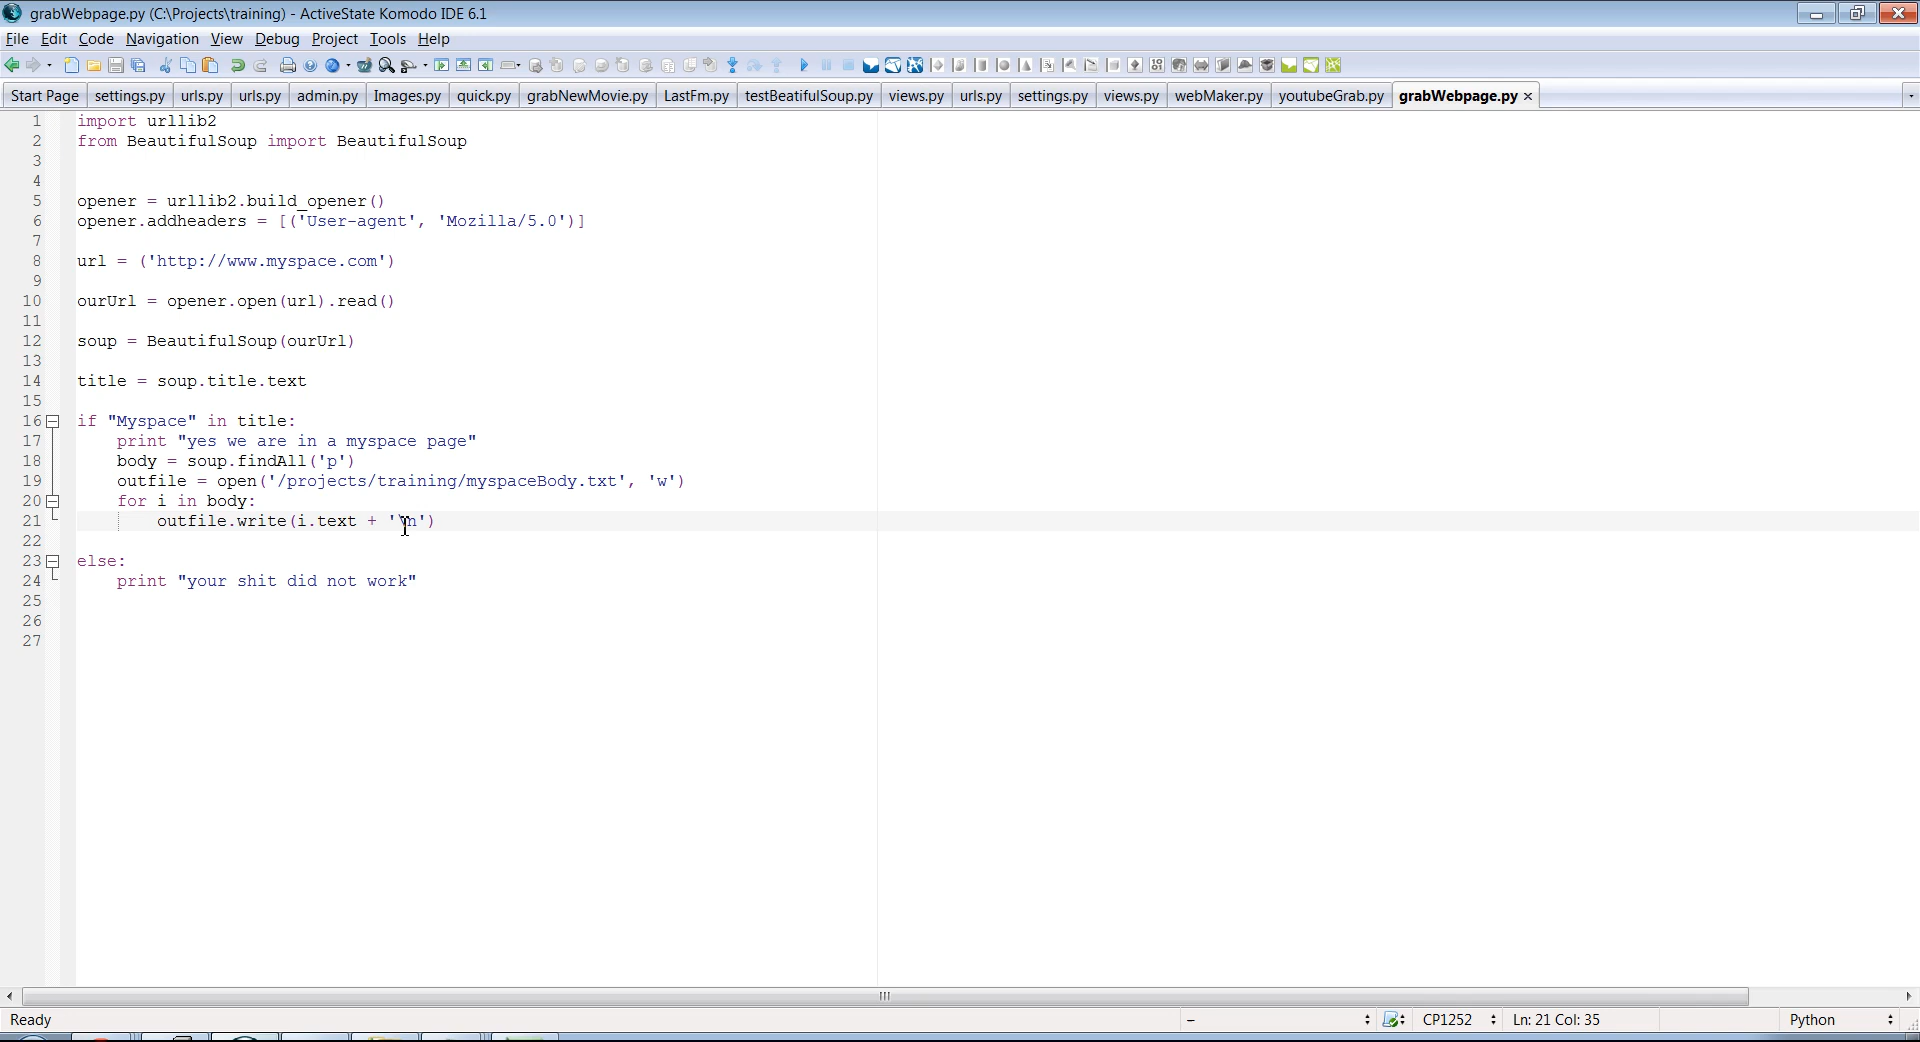 grabWebpage.py (C:\Projects\training) - ActiveState Komodo IDE 6.1
File Edit Code Navigation View Debug Project Tools Help
Start Page settings.py urls.py urls.py admin.py Images.py quick.py grabNewMovie.py LastFm.py testBeatifulSoup.py views.py urls.py settings.py views.py webMaker.py youtubeGrab.py grabWebpage.py
1 import urllib2
2 from BeautifulSoup import BeautifulSoup
3
4
5 opener = urllib2.build_opener()
6 opener.addheaders = [('User-agent', 'Mozilla/5.0')]
7
8 url = ('http://www.myspace.com')
9
10 ourUrl = opener.open(url).read()
11
12 soup = BeautifulSoup(ourUrl)
13
14 title = soup.title.text
15
16 if "Myspace" in title:
17 print "yes we are in a myspace page"
18 body = soup.findAll('p')
19 outfile = open('/projects/training/myspaceBody.txt', 'w')
20 for i in body:
21 outfile.write(i.text + '\n')
22
23 else:
24 print "your shit did not work"
25
26
27
Ready - CP1252 Ln: 21 Col: 35 Python